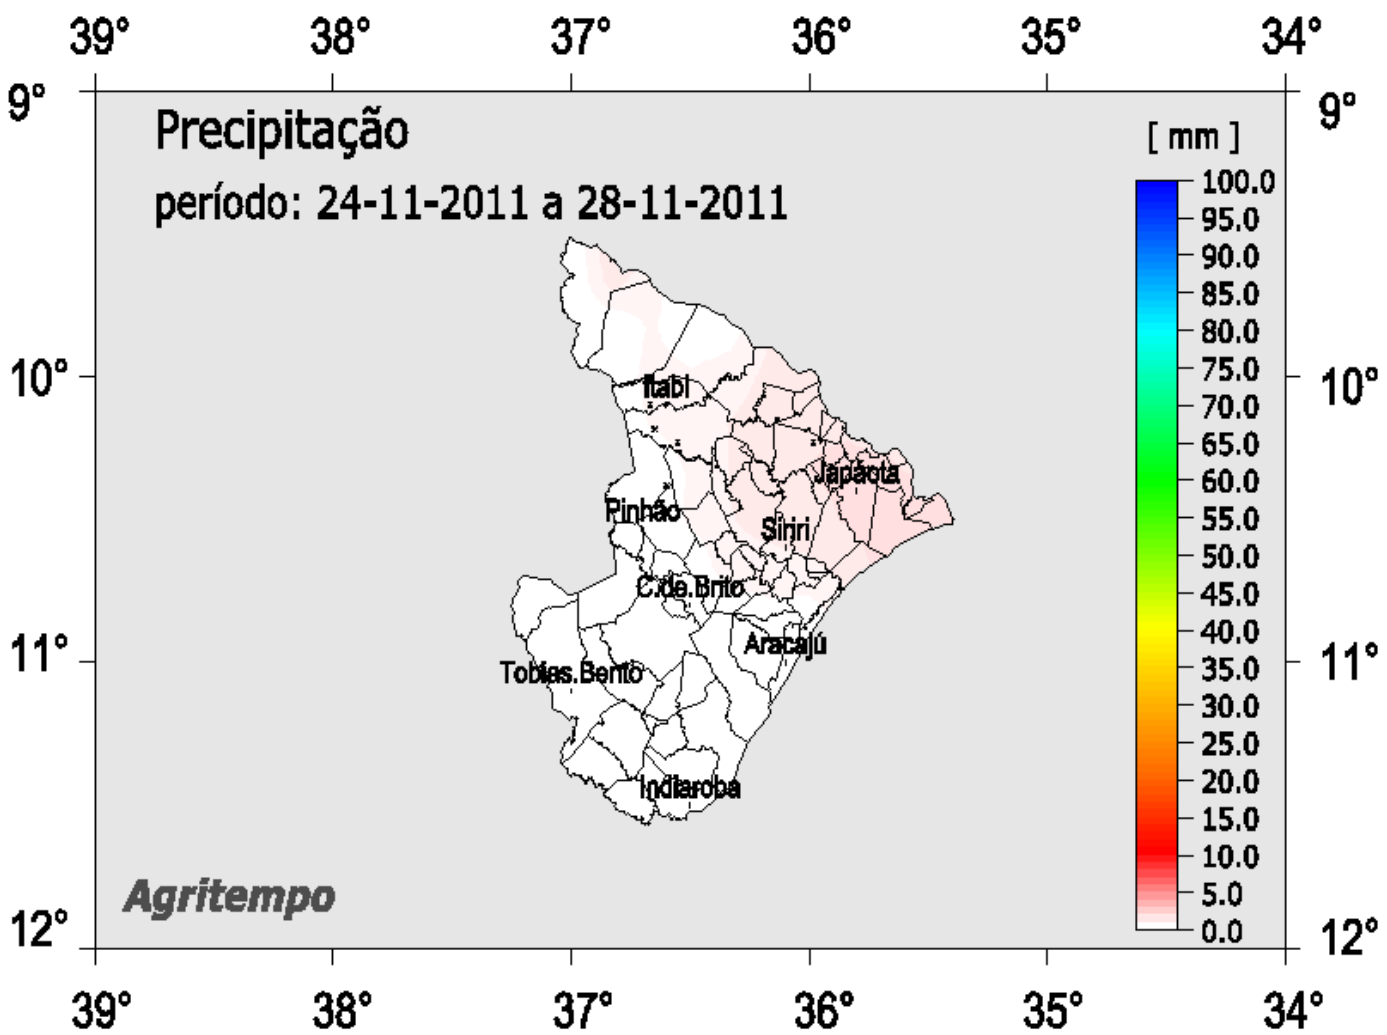 39° 38° 37° 36° 35° 34°
9° 9°
Precipitação
[ mm ]
período: 24-11-2011 a 28-11-2011
100.0
95.0
90.0
85.0
80.0
75.0
70.0
65.0
60.0
55.0
50.0
45.0
40.0
35.0
30.0
25.0
20.0
15.0
10.0
5.0
0.0
10° 10°
Itabi
Japáota
Pinhão
Siriri
C.de.Brito
Aracajú
11° 11°
Tobias.Bento
Indiaroba
Agritempo
12° 12°
39° 38° 37° 36° 35° 34°